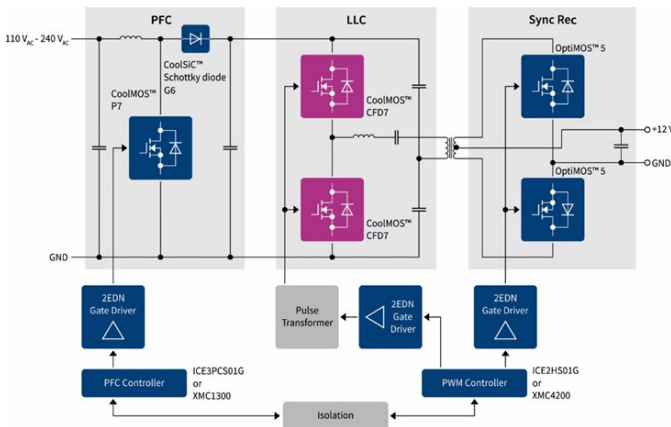 PFC
LLC
Sync Rec
110 V_AC - 240 V_AC
CoolSiC™
Schottky diode
G6
CoolMOS™
P7
CoolMOS™
CFD7
CoolMOS™
CFD7
OptiMOS™ 5
OptiMOS™ 5
+12 V
GND
GND
2EDN
Gate Driver
Pulse
Transformer
2EDN
Gate
Driver
2EDN
Gate Driver
PFC Controller
ICE3PCS01G
or
XMC1300
PWM Controller
ICE2HS01G
or
XMC4200
Isolation